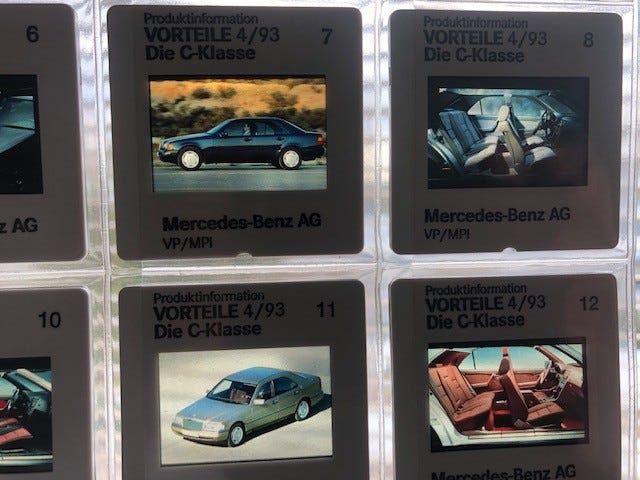 6
Produktinformation
VORTEILE 4/93 7
Die C-Klasse
Mercedes-Benz AG
VP/MPI
Produktinformation
VORTEILE 4/93 8
Die C-Klasse
Mercedes-Benz AG
VP/MPI
z AG
10
Produktinformation
VORTEILE 4/93 11
Die C-Klasse
Produktinformation
VORTEILE 4/93 12
Die C-Klasse
Mercedes-Benz AG